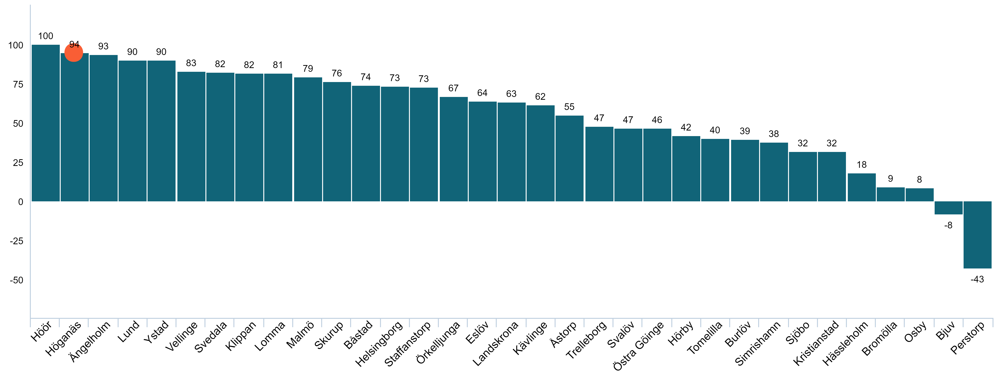 100
75
50
25
0
-25
-50
100
94
93
90
90
83
82
82
81
79
76
74
73
73
67
64
63
62
55
47
47
46
42
40
39
38
32
32
18
9
8
-8
-43
Höör
Höganäs
Ängelholm
Lund
Ystad
Vellinge
Svedala
Klippan
Lomma
Malmö
Skurup
Båstad
Helsingborg
Staffanstorp
Örkelljunga
Eslöv
Landskrona
Kävlinge
Åstorp
Trelleborg
Svalöv
Östra Göinge
Hörby
Tomelilla
Burlöv
Simrishamn
Sjöbo
Kristianstad
Hässleholm
Bromölla
Osby
Bjuv
Perstorp